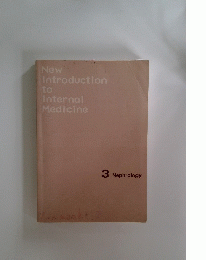 New
Introduction
to
Internal
Medicine
3 Nephrology